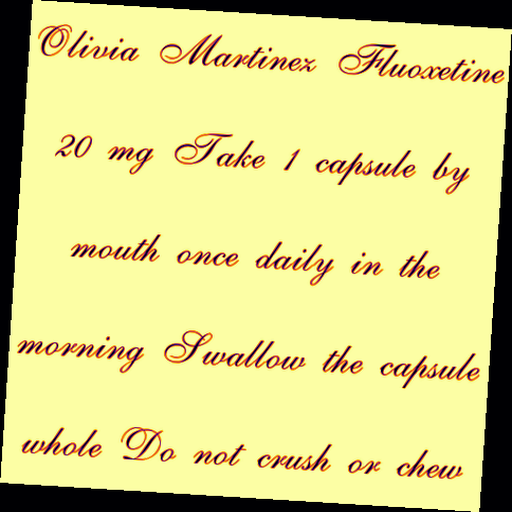 Olivia Martinez Fluoxetine
20 mg Take 1 capsule by
mouth once daily in the
morning Swallow the capsule
whole Do not crush or chew